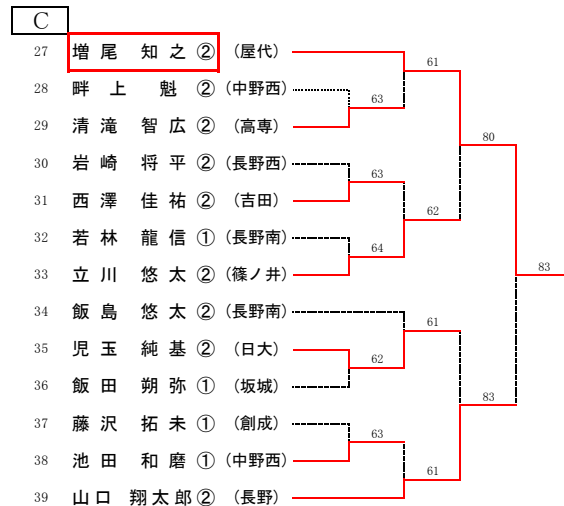 C
27 増尾 知之 ② (屋代)
61
28 畔上 魁 ② (中野西)
63
29 清滝 智広 ② (高専)
80
30 岩崎 将平 ② (長野西)
63
31 西澤 佳祐 ② (吉田)
62
32 若林 龍信 ① (長野南)
64
33 立川 悠太 ② (篠ノ井)
83
34 飯島 悠太 ② (長野南)
61
35 児玉 純基 ② (日大)
62
36 飯田 朔弥 ① (坂城)
83
37 藤沢 拓未 ① (創成)
63
38 池田 和磨 ① (中野西)
61
39 山口 翔太郎 ② (長野)